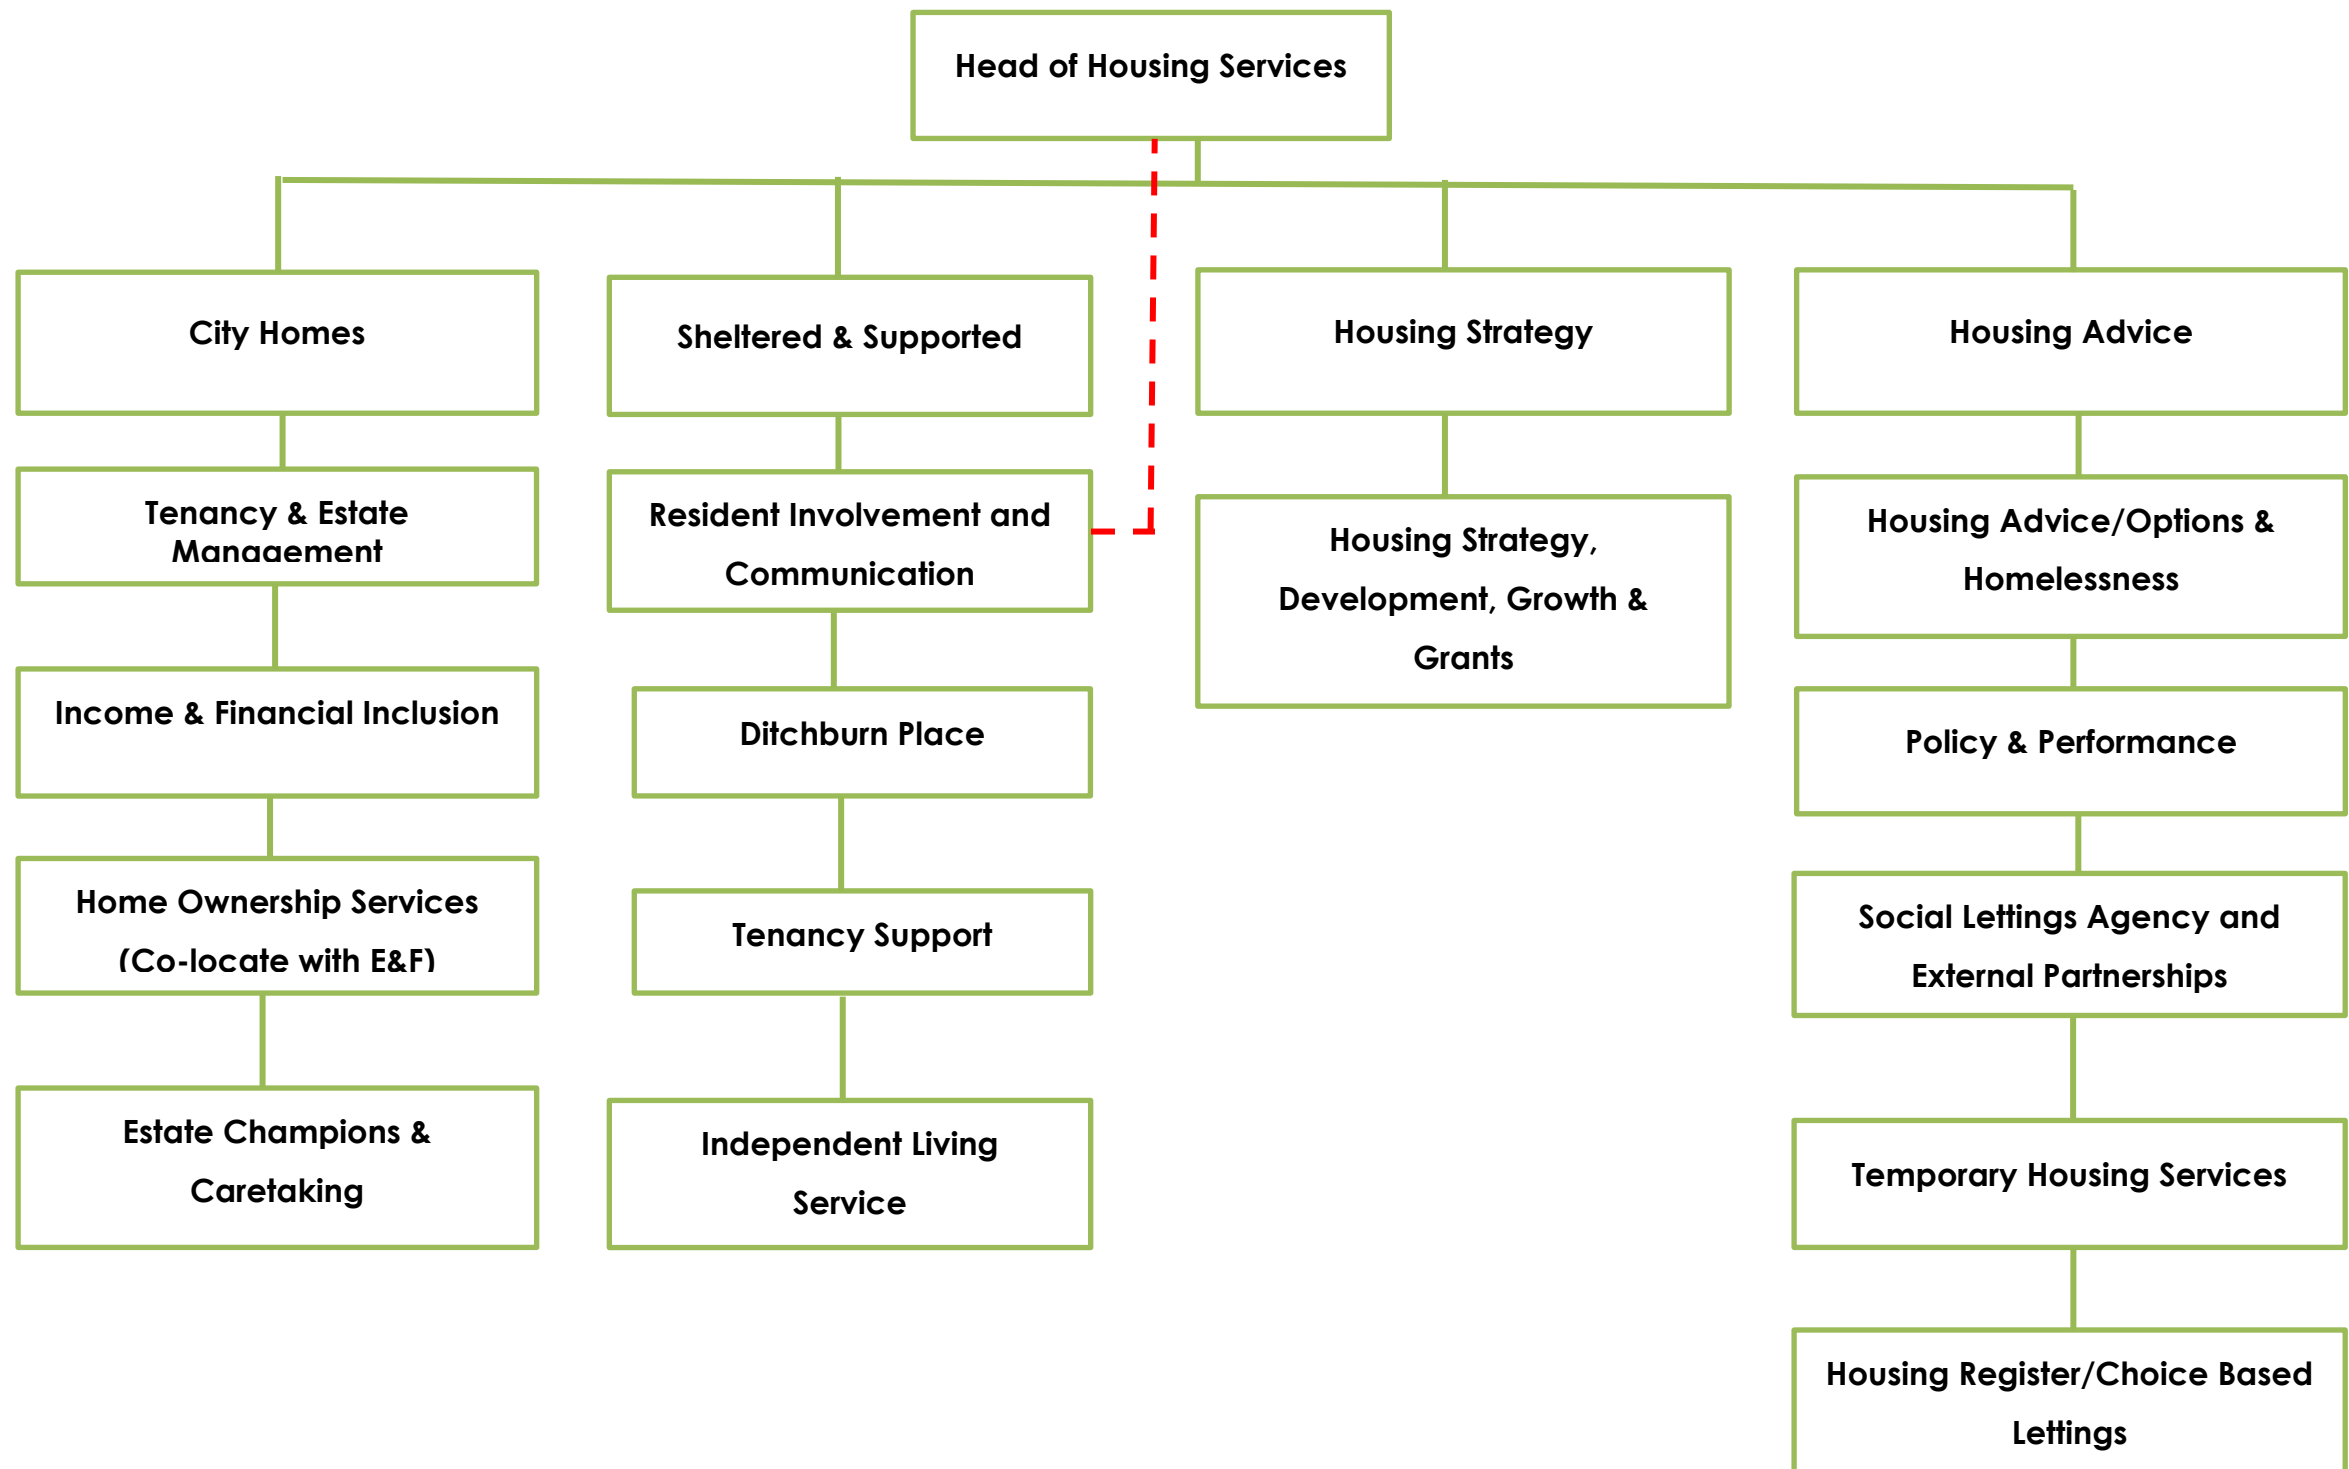 Head of Housing Services
City Homes
Sheltered & Supported
Housing Strategy
Housing Advice
Tenancy & Estate
Management
Resident Involvement and
Communication
Housing Strategy,
Development, Growth &
Grants
Housing Advice/Options &
Homelessness
Income & Financial Inclusion
Ditchburn Place
Policy & Performance
Home Ownership Services
(Co-locate with E&F)
Tenancy Support
Social Lettings Agency and
External Partnerships
Estate Champions &
Caretaking
Independent Living
Service
Temporary Housing Services
Housing Register/Choice Based
Lettings